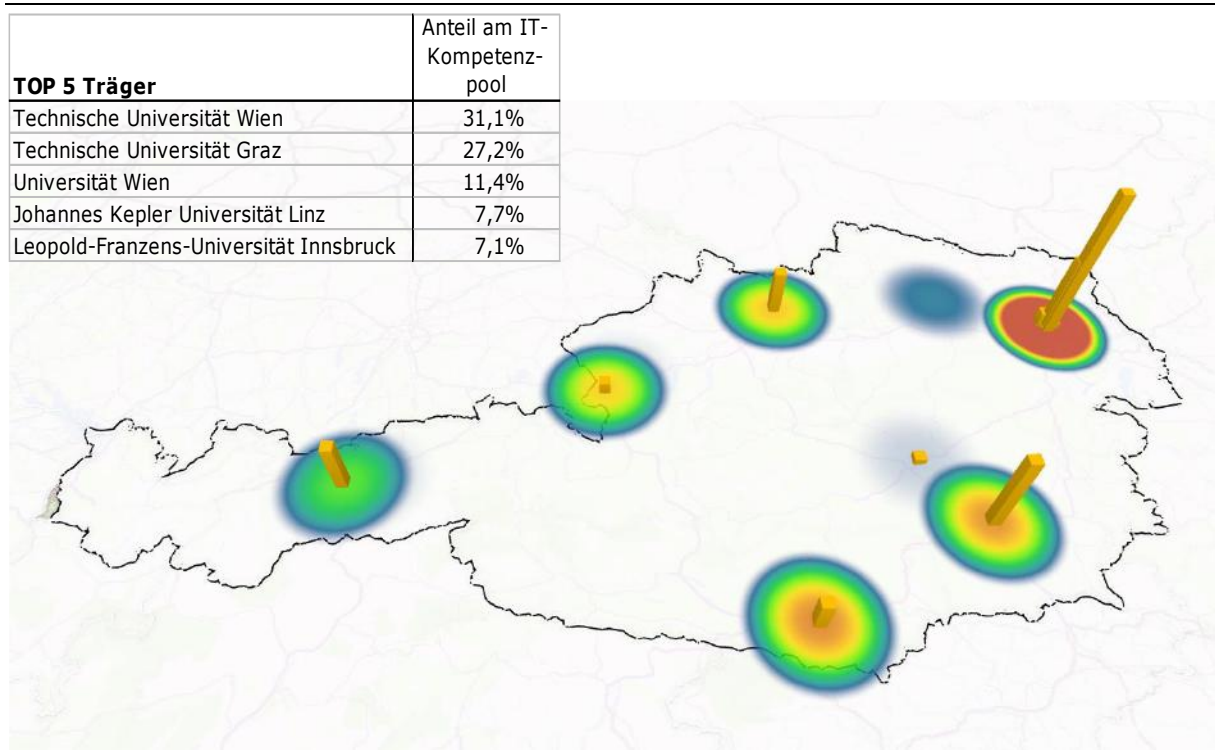 Anteil am IT-
Kompetenz-
TOP 5 Träger pool
Technische Universität Wien 31,1%
Technische Universität Graz 27,2%
Universität Wien 11,4%
Johannes Kepler Universität Linz 7,7%
Leopold-Franzens-Universität Innsbruck 7,1%